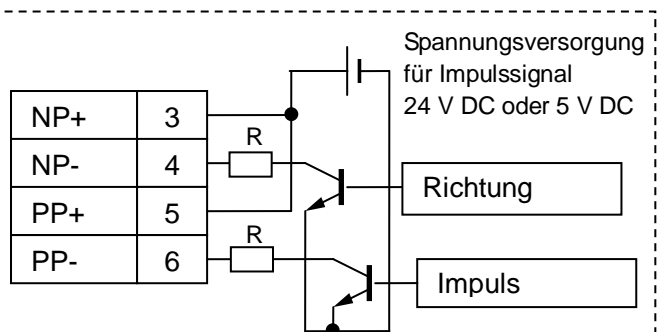 Spannungsversorgung
für Impulssignal
24 V DC oder 5 V DC
NP+ 3
R
NP- 4
Richtung
PP+ 5
R
PP- 6
Impuls